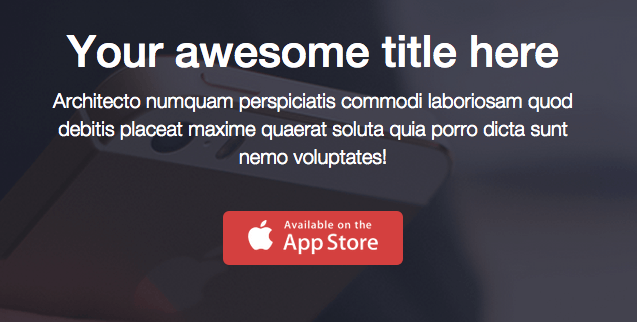 Your awesome title here
Architecto numquam perspiciatis commodi laboriosam quod
debitis placeat maxime quaerat soluta quia porro dicta sunt
nemo voluptates!
Available on the
App Store